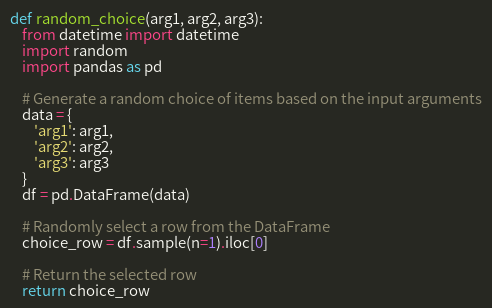 def random_choice(arg1, arg2, arg3):
from datetime import datetime
import random
import pandas as pd
# Generate a random choice of items based on the input arguments
data = {
'arg1': arg1,
'arg2': arg2,
'arg3': arg3
}
df = pd.DataFrame(data)
# Randomly select a row from the DataFrame
choice_row = df.sample(n=1).iloc[0]
# Return the selected row
return choice_row